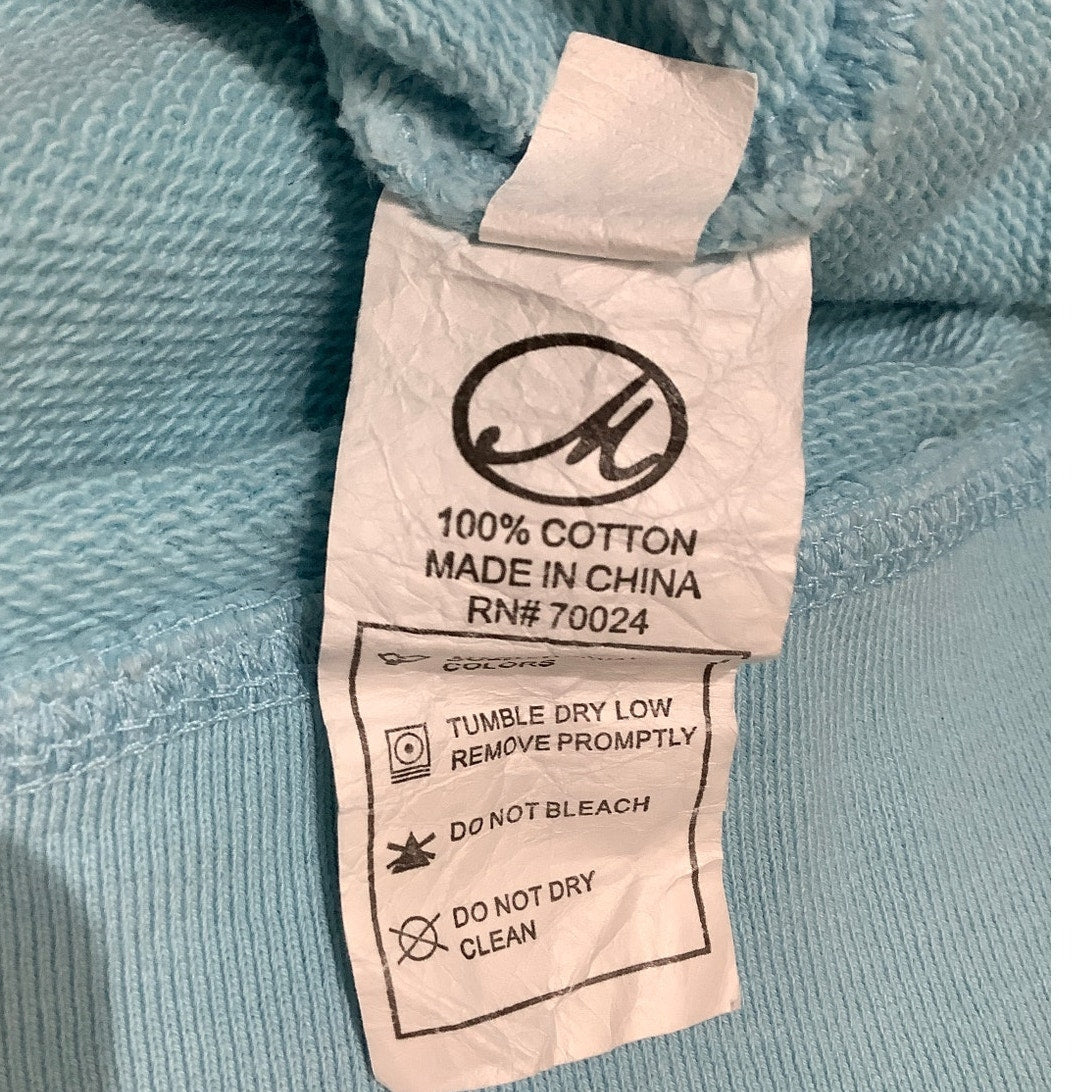 M
100% COTTON
MADE IN CHINA
RN# 70024
COLORS
TUMBLE DRY LOW
REMOVE PROMPTLY
DO NOT BLEACH
DO NOT DRY
CLEAN